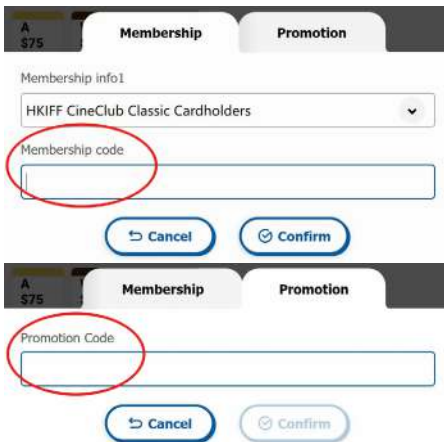 A
$75
Membership
Promotion
Membership info1
HKIFF CineClub Classic Cardholders
Membership code
Cancel
Confirm
A
$75
Membership
Promotion
Promotion Code
Cancel
Confirm